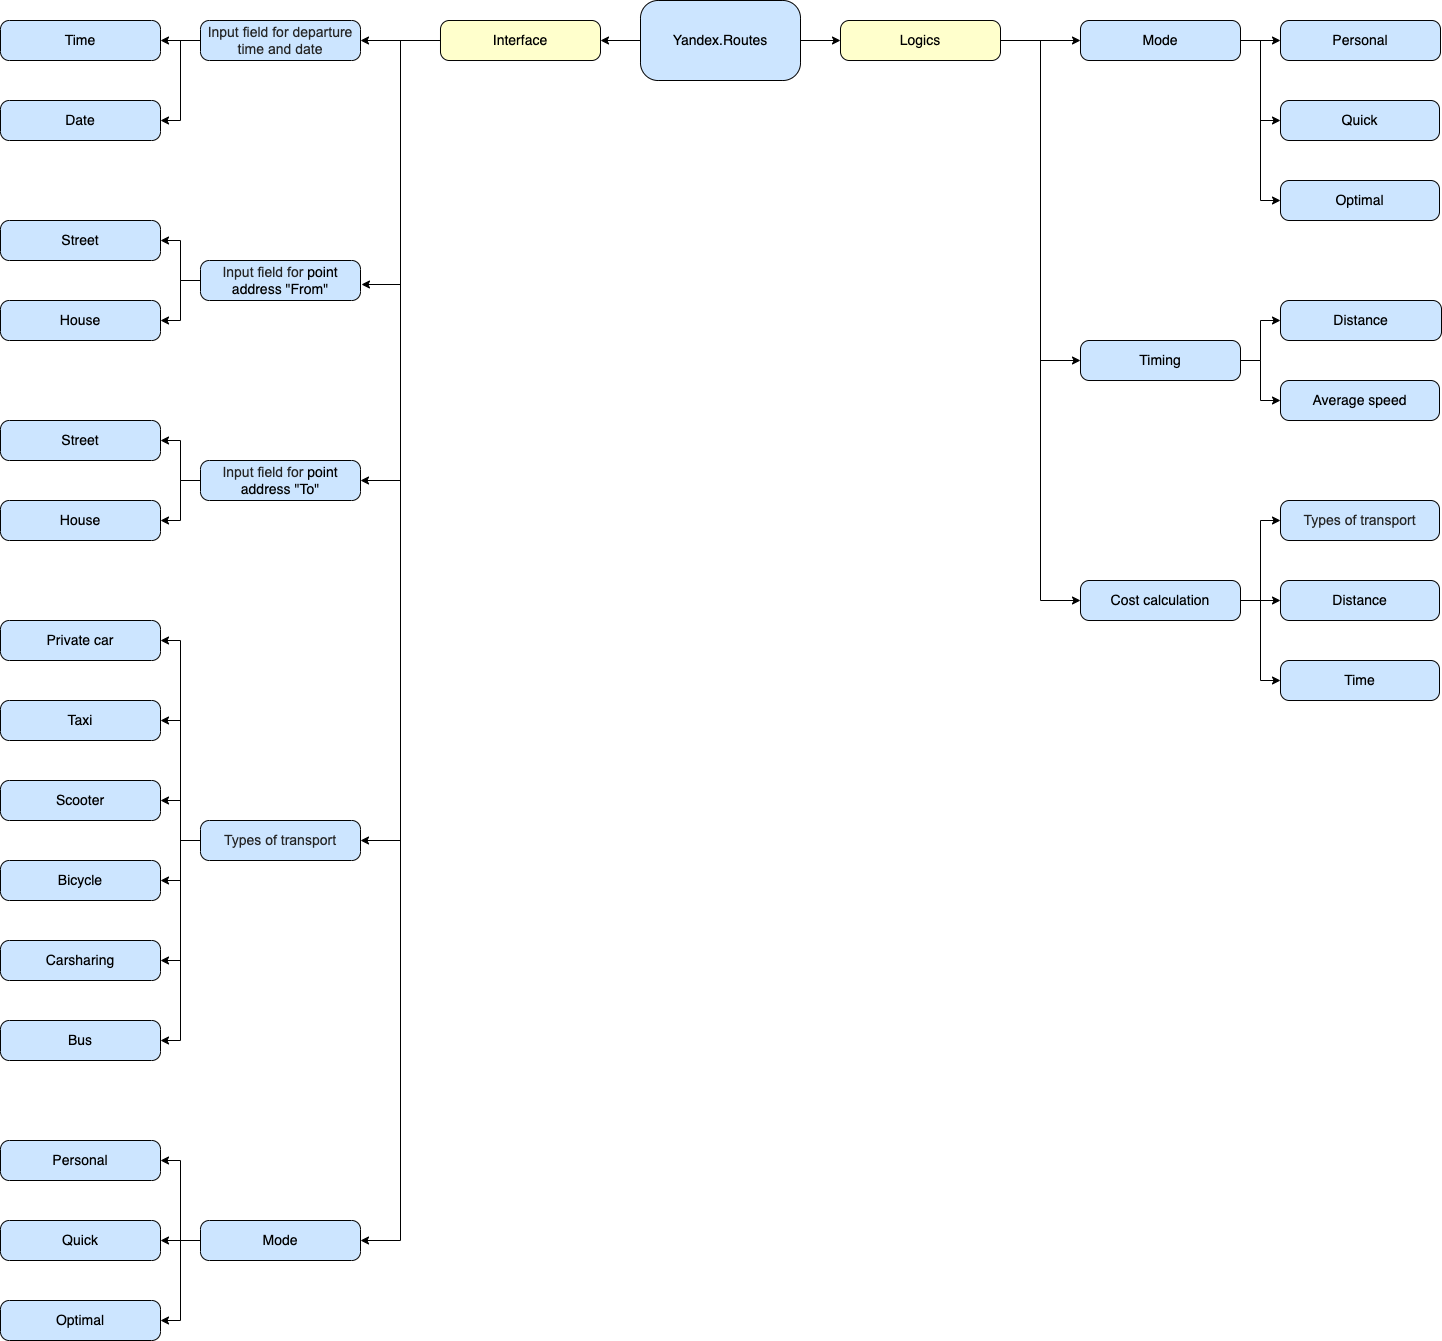 Time
Input field for departure
time and date
Interface
Yandex.Routes
Logics
Mode
Personal
Date
Quick
Optimal
Street
Input field for point
address "From"
House
Distance
Timing
Average speed
Street
Input field for point
address "To"
House
Types of transport
Cost calculation
Distance
Time
Private car
Taxi
Scooter
Types of transport
Bicycle
Carsharing
Bus
Personal
Quick
Mode
Optimal